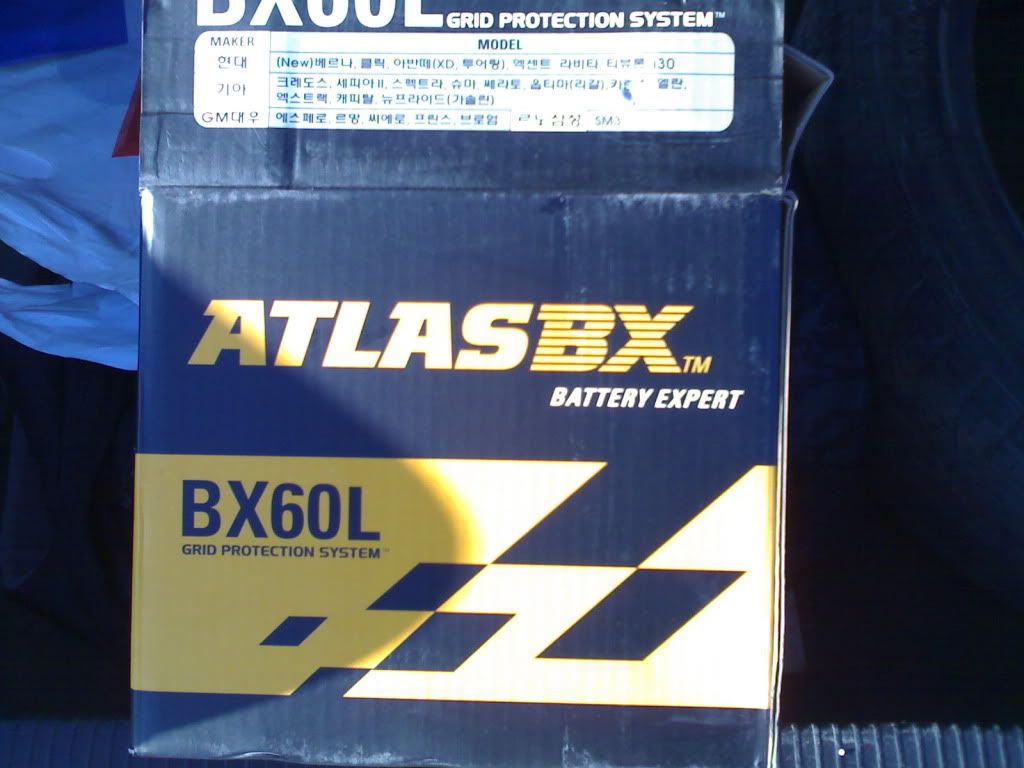 BX60L GRID PROTECTION SYSTEM™
MAKER MODEL
현대 (New)베르나, 클릭, 아반떼(XD, 투어링), 엑센트 라비타, 티뷰론 i30
기아 크레도스, 세피아II, 스펙트라, 슈마, 쎄라토, 옵티마(리갈), 엘란,
엑스트렉, 캐피탈, 뉴프라이드(가솔린)
GM대우 에스페로, 르망, 씨에로, 프린스, 브로엄 르노삼성 SM3
ATLASBX™
BATTERY EXPERT
BX60L
GRID PROTECTION SYSTEM™